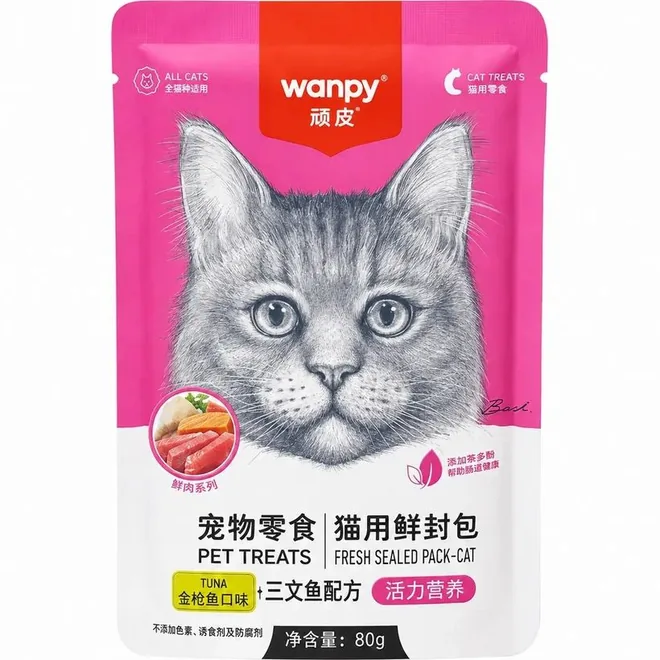 ALL CATS
全猫种适用
wanpy®
顽皮®
CAT TREATS
猫用零食
Bach.
鲜肉系列
添加茶多酚
帮助肠道健康
宠物零食
PET TREATS
猫用鲜封包
FRESH SEALED PACK-CAT
TUNA
金枪鱼口味
+三文鱼配方
活力营养
不添加色素、诱食剂及防腐剂
净含量：80g